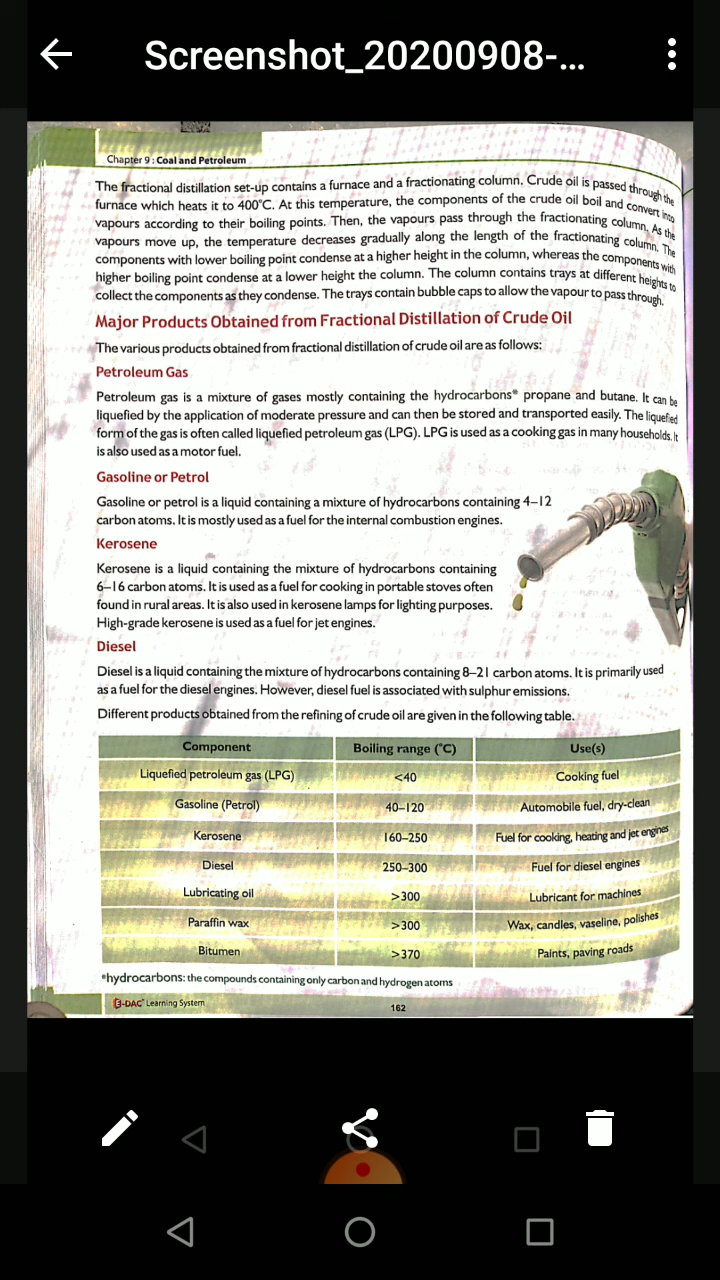 Screenshot_20200908-...
Chapter 9 : Coal and Petroleum
The fractional distillation set-up contains a furnace and a fractionating column. Crude oil is passed through the
furnace which heats it to 400°C. At this temperature, the components of the crude oil boil and convert into
vapours according to their boiling points. Then, the vapours pass through the fractionating column. As the
vapours move up, the temperature decreases gradually along the length of the fractionating column. The
components with lower boiling point condense at a higher height in the column, whereas the components with
higher boiling point condense at a lower height the column. The column contains trays at different heights to
collect the components as they condense. The trays contain bubble caps to allow the vapour to pass through.
Major Products Obtained from Fractional Distillation of Crude Oil
The various products obtained from fractional distillation of crude oil are as follows:
Petroleum Gas
Petroleum gas is a mixture of gases mostly containing the hydrocarbons* propane and butane. It can be
liquefied by the application of moderate pressure and can then be stored and transported easily. The liquefied
form of the gas is often called liquefied petroleum gas (LPG). LPG is used as a cooking gas in many households. It
is also used as a motor fuel.
Gasoline or Petrol
Gasoline or petrol is a liquid containing a mixture of hydrocarbons containing 4–12
carbon atoms. It is mostly used as a fuel for the internal combustion engines.
Kerosene
Kerosene is a liquid containing the mixture of hydrocarbons containing
6–16 carbon atoms. It is used as a fuel for cooking in portable stoves often
found in rural areas. It is also used in kerosene lamps for lighting purposes.
High-grade kerosene is used as a fuel for jet engines.
Diesel
Diesel is a liquid containing the mixture of hydrocarbons containing 8–21 carbon atoms. It is primarily used
as a fuel for the diesel engines. However, diesel fuel is associated with sulphur emissions.
Different products obtained from the refining of crude oil are given in the following table.
Component Boiling range (°C) Use(s)
Liquefied petroleum gas (LPG) <40 Cooking fuel
Gasoline (Petrol) 40–120 Automobile fuel, dry-clean
Kerosene 160–250 Fuel for cooking, heating and jet engines
Diesel 250–300 Fuel for diesel engines
Lubricating oil >300 Lubricant for machines
Paraffin wax >300 Wax, candles, vaseline, polishes
Bitumen >370 Paints, paving roads
*hydrocarbons: the compounds containing only carbon and hydrogen atoms
3-DAC Learning System
162